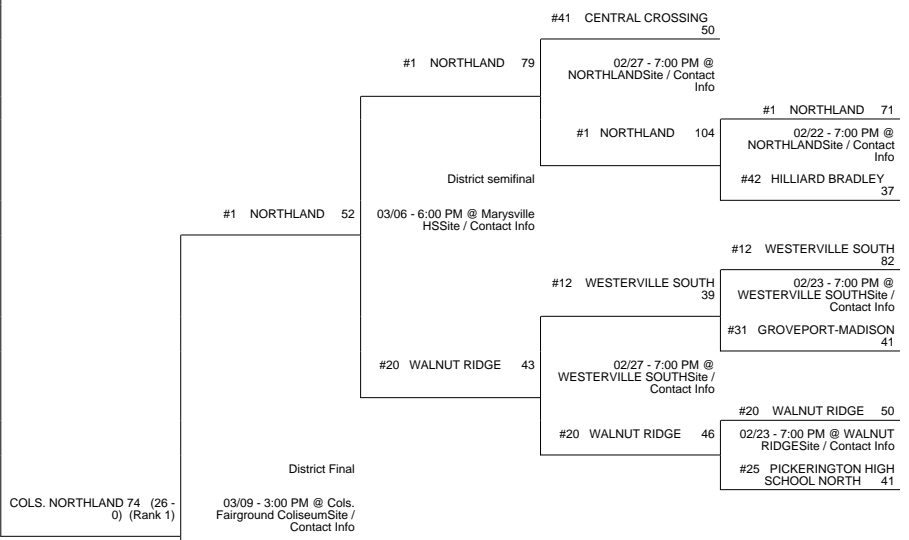 #41 CENTRAL CROSSING
50
#1 NORTHLAND 79
02/27 - 7:00 PM @
NORTHLANDSite / Contact
Info
#1 NORTHLAND 71
#1 NORTHLAND 104
02/22 - 7:00 PM @
NORTHLANDSite / Contact
Info
District semifinal
#42 HILLIARD BRADLEY
37
#1 NORTHLAND 52
03/06 - 6:00 PM @ Marysville
HSSite / Contact Info
#12 WESTERVILLE SOUTH
82
#12 WESTERVILLE SOUTH
39
02/23 - 7:00 PM @
WESTERVILLE SOUTHSite /
Contact Info
#31 GROVEPORT-MADISON
41
#20 WALNUT RIDGE 43
02/27 - 7:00 PM @
WESTERVILLE SOUTHSite /
Contact Info
#20 WALNUT RIDGE 50
#20 WALNUT RIDGE 46
02/23 - 7:00 PM @ WALNUT
RIDGESite / Contact Info
District Final
#25 PICKERINGTON HIGH
SCHOOL NORTH 41
COLS. NORTHLAND 74 (26 -
0) (Rank 1)
03/09 - 3:00 PM @ Cols.
Fairground ColiseumSite /
Contact Info